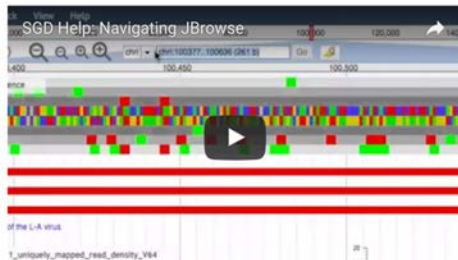 View Help
SGD Help: Navigating JBrowse
100,000
120,000
chrI chrI:100377..100636 (261 b) Go
100,450 100,500
of the L-A virus
1_uniquely_mapped_read_density_V64
20